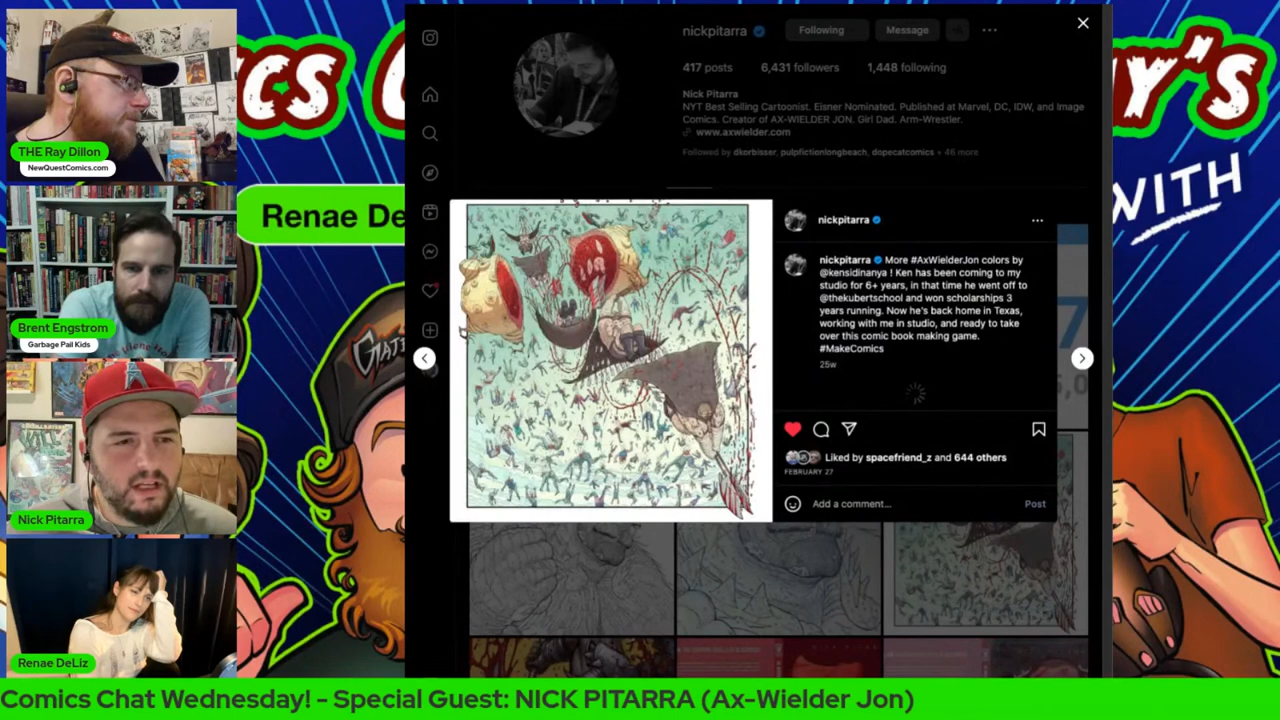 THE Ray Dillon
NewQuestComics.com
Brent Engstrom
Garbage Pail Kids
Nick Pitarra
Renae DeLiz
Renae De
WITH
nickpitarra
Following
Message
417 posts
6,431 followers
1,448 following
Nick Pitarra
NYT Best Selling Cartoonist. Eisner Nominated. Published at Marvel, DC, IDW, and Image
Comics. Creator of AX-WIELDER JON. Girl Dad. Arm-Wrestler.
www.axwielder.com
Followed by dkorbisser, pulpfictionlongbeach, dopecatcomics + 46 more
nickpitarra
nickpitarra More #AxWielderJon colors by
@kensidinanya ! Ken has been coming to my
studio for 6+ years, in that time he went off to
@thekubertschool and won scholarships 3
years running. Now he's back home in Texas,
working with me in studio, and ready to take
over this comic book making game.
#MakeComics
25w
Liked by spacefriend_z and 644 others
FEBRUARY 27
Add a comment...
Post
Comics Chat Wednesday! - Special Guest: NICK PITARRA (Ax-Wielder Jon)